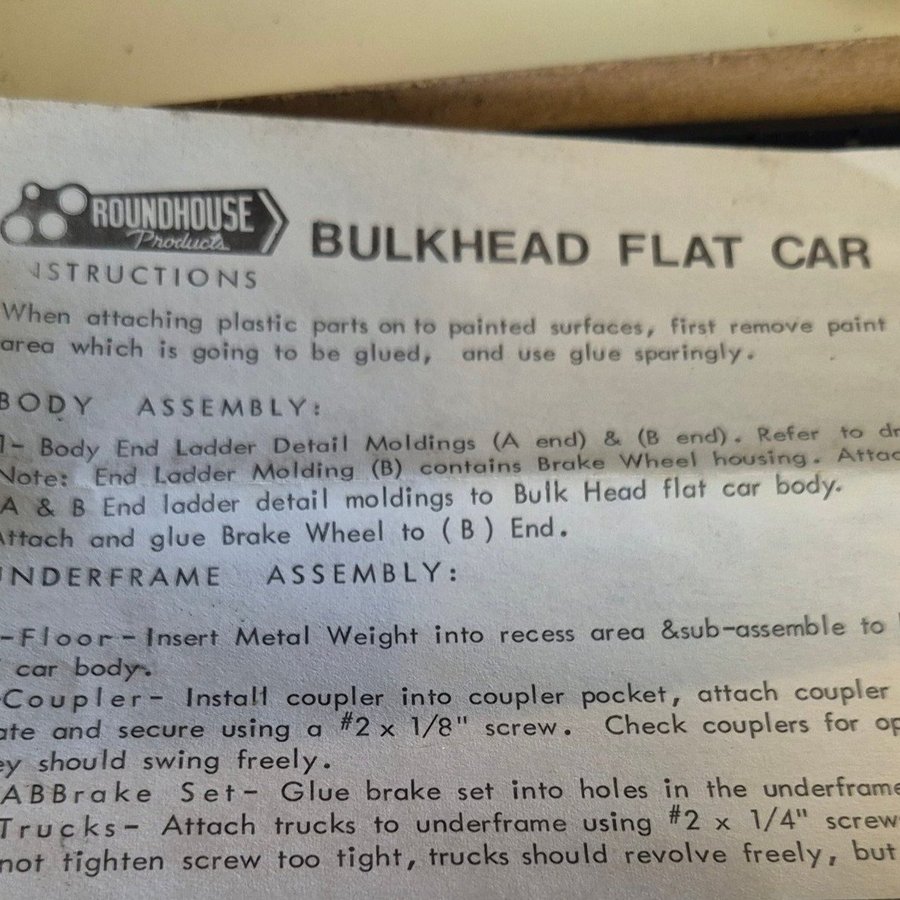 ROUNDHOUSE
Products
BULKHEAD FLAT CAR
NSTRUCTIONS
When attaching plastic parts on to painted surfaces, first remove paint
area which is going to be glued, and use glue sparingly.
BODY ASSEMBLY:
1- Body End Ladder Detail Moldings (A end) & (B end). Refer to dr
Note: End Ladder Molding (B) contains Brake Wheel housing. Attac
A & B End ladder detail moldings to Bulk Head flat car body.
Attach and glue Brake Wheel to (B) End.
UNDERFRAME ASSEMBLY:
-Floor-Insert Metal Weight into recess area &sub-assemble to
car body.
Coupler- Install coupler into coupler pocket, attach coupler
ate and secure using a #2 x 1/8" screw. Check couplers for op
ey should swing freely.
ABBrake Set- Glue brake set into holes in the underframe
Trucks- Attach trucks to underframe using #2 x 1/4" screw
not tighten screw too tight, trucks should revolve freely, but